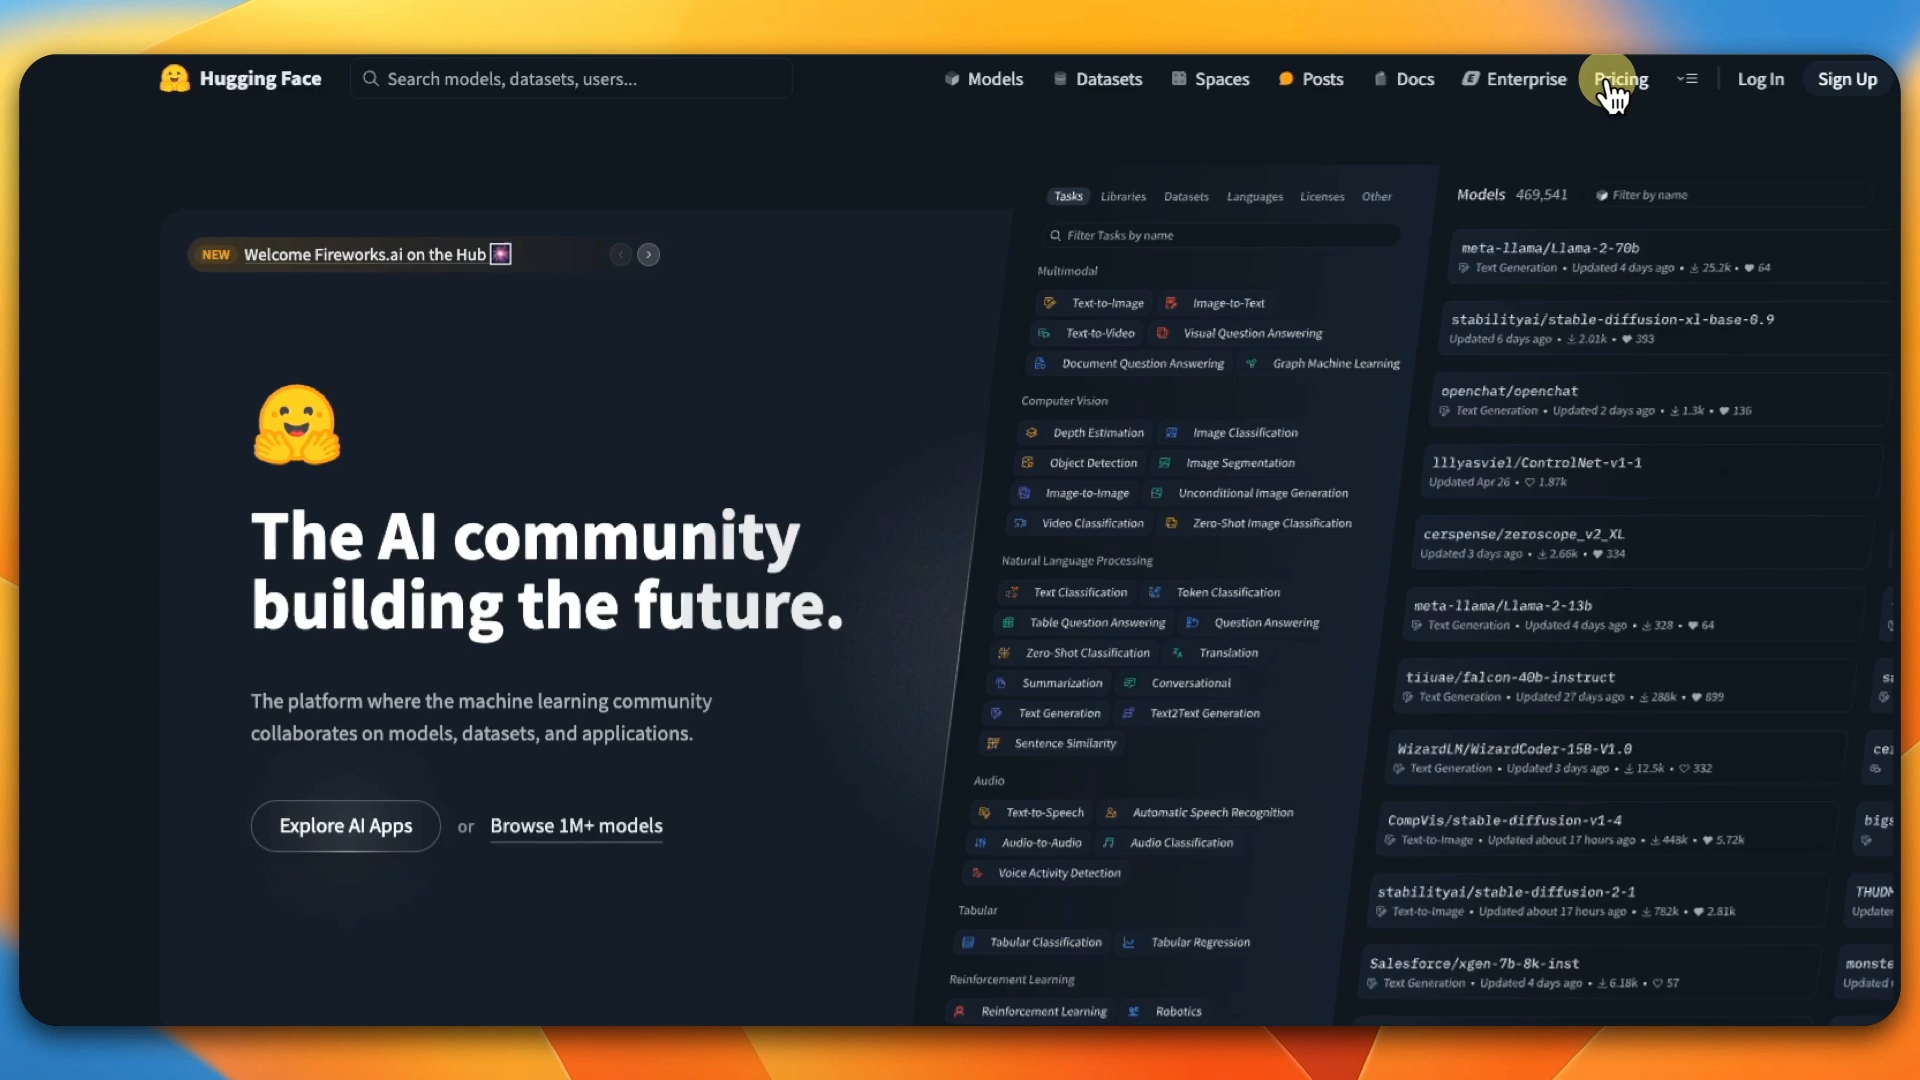 Hugging Face
Search models, datasets, users...
Models
Datasets
Spaces
Posts
Docs
Enterprise
Pricing
Log In
Sign Up
NEW Welcome Fireworks.ai on the Hub
The AI community
building the future.
The platform where the machine learning community
collaborates on models, datasets, and applications.
Explore AI Apps or Browse 1M+ models
Tasks Libraries Datasets Languages Licenses Other
Filter Tasks by name
Multimodal
Text-to-Image Image-to-Text
Text-to-Video Visual Question Answering
Document Question Answering Graph Machine Learning
Computer Vision
Depth Estimation Image Classification
Object Detection Image Segmentation
Image-to-Image Unconditional Image Generation
Video Classification Zero-Shot Image Classification
Natural Language Processing
Text Classification Token Classification
Table Question Answering Question Answering
Zero-Shot Classification Translation
Summarization Conversational
Text Generation Text2Text Generation
Sentence Similarity
Audio
Text-to-Speech Automatic Speech Recognition
Audio-to-Audio Audio Classification
Voice Activity Detection
Tabular
Tabular Classification Tabular Regression
Reinforcement Learning
Reinforcement Learning Robotics
Models 469,541 Filter by name
meta-llama/Llama-2-70b
Text Generation • Updated 4 days ago • 25.2k • 64
stabilityai/stable-diffusion-xl-base-0.9
Updated 6 days ago • 2.01k • 393
openchat/openchat
Text Generation • Updated 2 days ago • 1.3k • 136
lllyasviel/ControlNet-v1-1
Updated Apr 26 • 1.87k
cerspense/zeroscope_v2_XL
Updated 3 days ago • 2.66k • 334
meta-llama/Llama-2-13b
Text Generation • Updated 4 days ago • 328 • 64
tiiuae/falcon-40b-instruct
Text Generation • Updated 27 days ago • 288k • 899
WizardLM/WizardCoder-15B-V1.0
Text Generation • Updated 3 days ago • 12.5k • 332
CompVis/stable-diffusion-v1-4
Text-to-Image • Updated about 17 hours ago • 448k • 5.72k
bigs
stabilityai/stable-diffusion-2-1
Text-to-Image • Updated about 17 hours ago • 782k • 2.81k
THUDM
Salesforce/xgen-7b-8k-inst
Text Generation • Updated 4 days ago • 6.18k • 57
monste
Updated